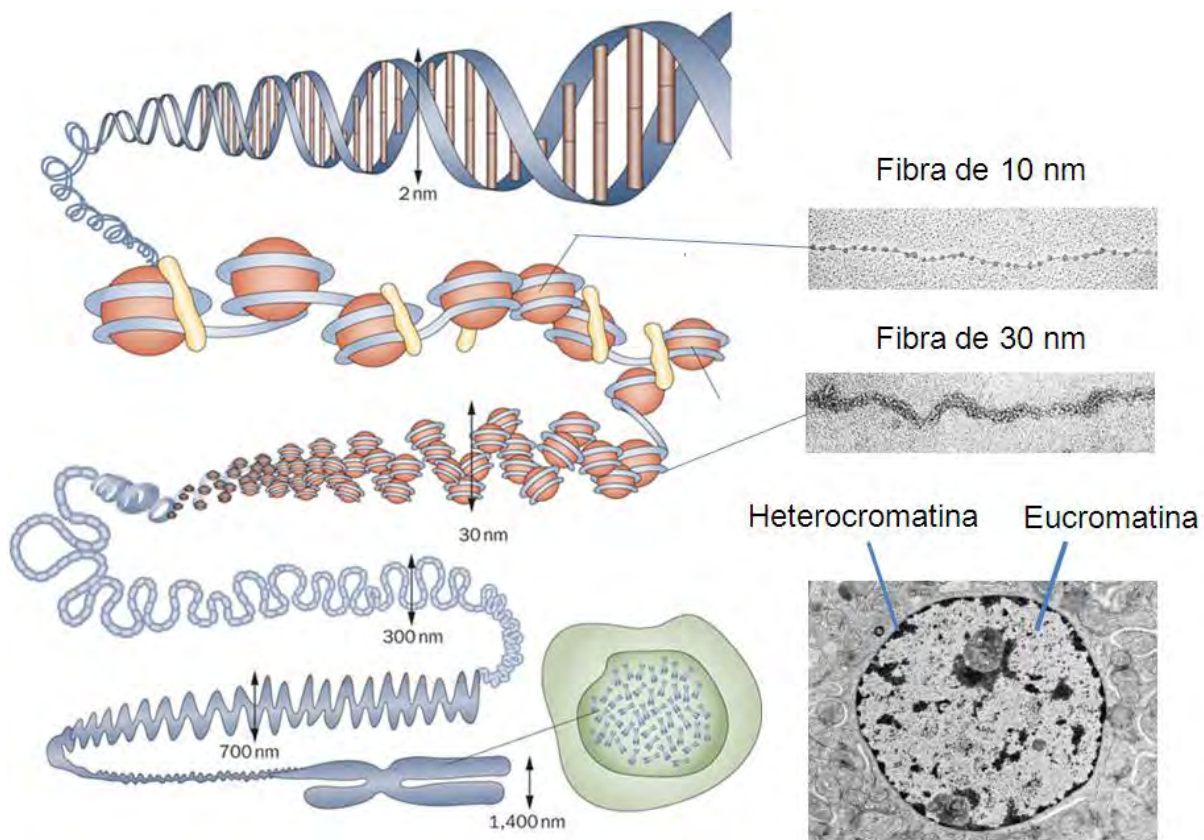 2 nm
Fibra de 10 nm
Fibra de 30 nm
30 nm
Heterocromatina
Eucromatina
300 nm
700 nm
1,400 nm